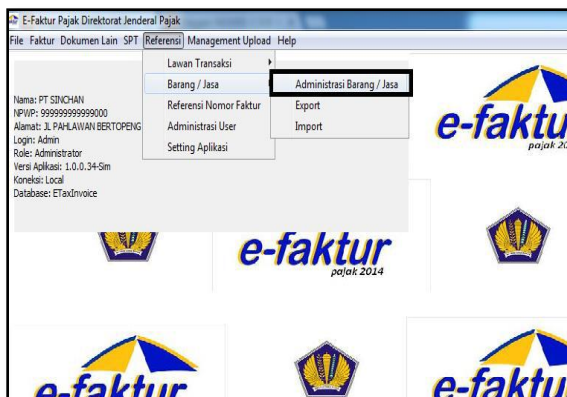 E-Faktur Pajak Direktorat Jenderal Pajak
File Faktur Dokumen Lain SPT Referensi Management Upload Help
Lawan Transaksi
Barang / Jasa
Administrasi Barang / Jasa
Referensi Nomor Faktur
Export
Administrasi User
Import
Setting Aplikasi
Nama: PT SINCHAN
NPWP: 999999999999000
Alamat: JL PAHLAWAN BERTOPENG
Login: Admin
Role: Administrator
Versi Aplikasi: 1.0.0.34-Sim
Koneksi: Local
Database: ETaxInvoice
e-faktu
pajak 20
e-faktur
pajak 2014
e-faktur
e-faktu